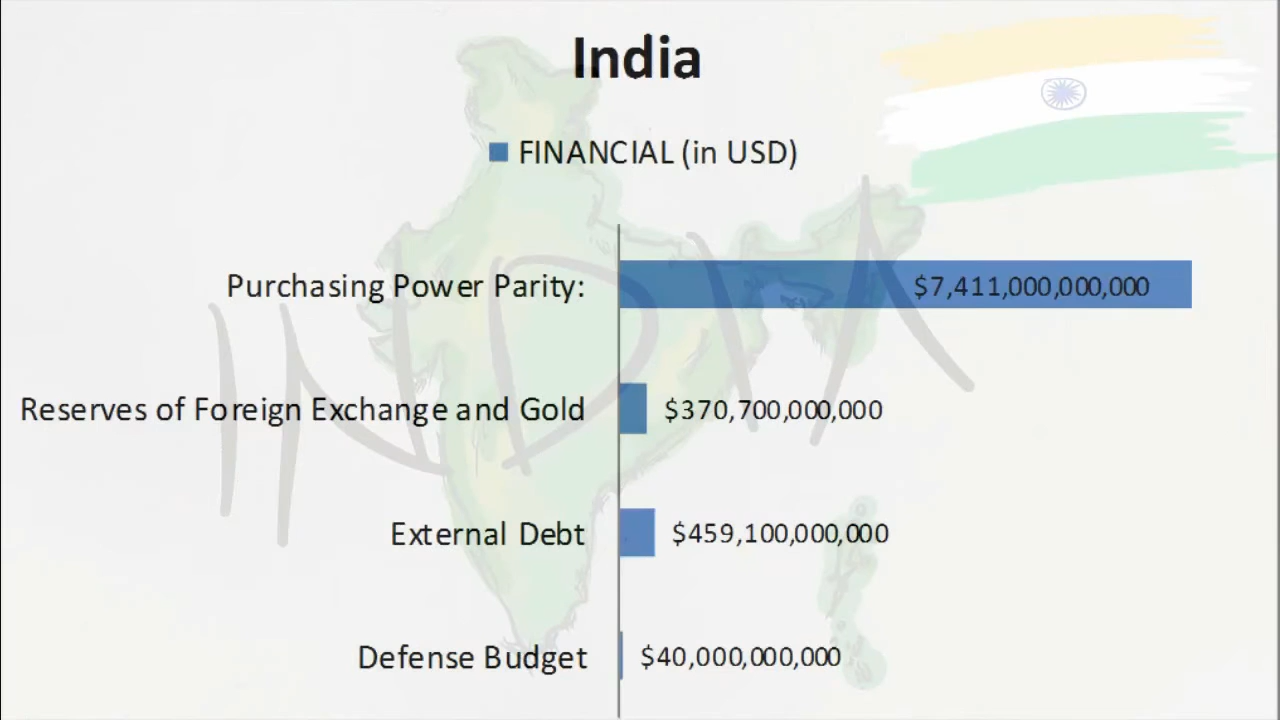 India
FINANCIAL (in USD)
Purchasing Power Parity:
$7,411,000,000,000
Reserves of Foreign Exchange and Gold
$370,700,000,000
External Debt
$459,100,000,000
Defense Budget
$40,000,000,000
INDIA